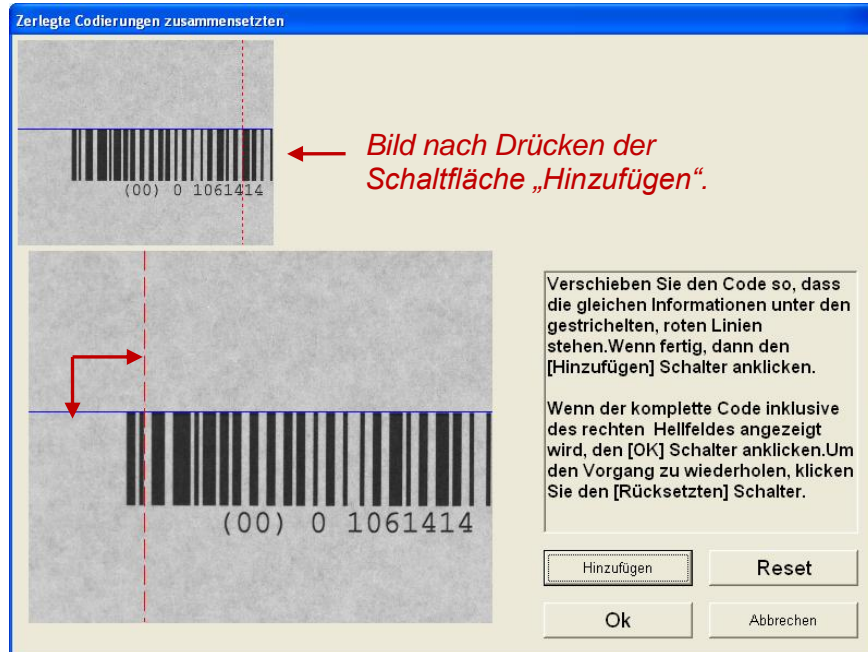 Zerlegte Codierungen zusammensetzten
(00) 0 1061414
Bild nach Drücken der
Schaltfläche „Hinzufügen“.
(00) 0 1061414
Verschieben Sie den Code so, dass
die gleichen Informationen unter den
gestrichelten, roten Linien
stehen.Wenn fertig, dann den
[Hinzufügen] Schalter anklicken.
Wenn der komplette Code inklusive
des rechten Hellfeldes angezeigt
wird, den [OK] Schalter anklicken.Um
den Vorgang zu wiederholen, klicken
Sie den [Rücksetzten] Schalter.
Hinzufügen
Reset
Ok
Abbrechen